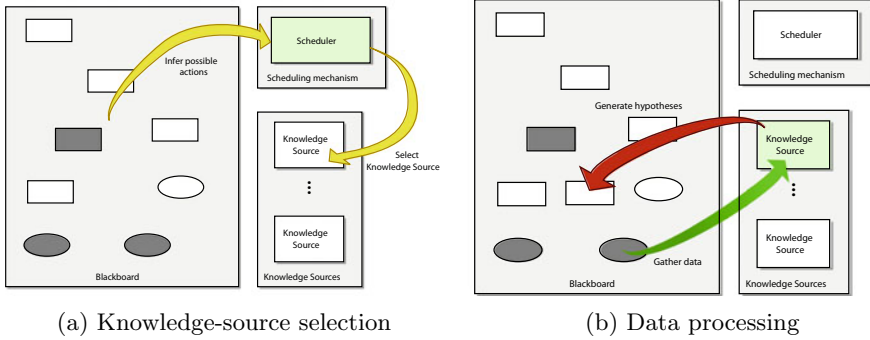 Infer possible
actions
Scheduler
Scheduling mechanism
Knowledge
Source
Select
Knowledge Source
Knowledge
Source
Blackboard
Knowledge Sources
(a) Knowledge-source selection
Scheduler
Scheduling mechanism
Generate hypotheses
Knowledge
Source
Knowledge
Source
Gather data
Blackboard
Knowledge Sources
(b) Data processing